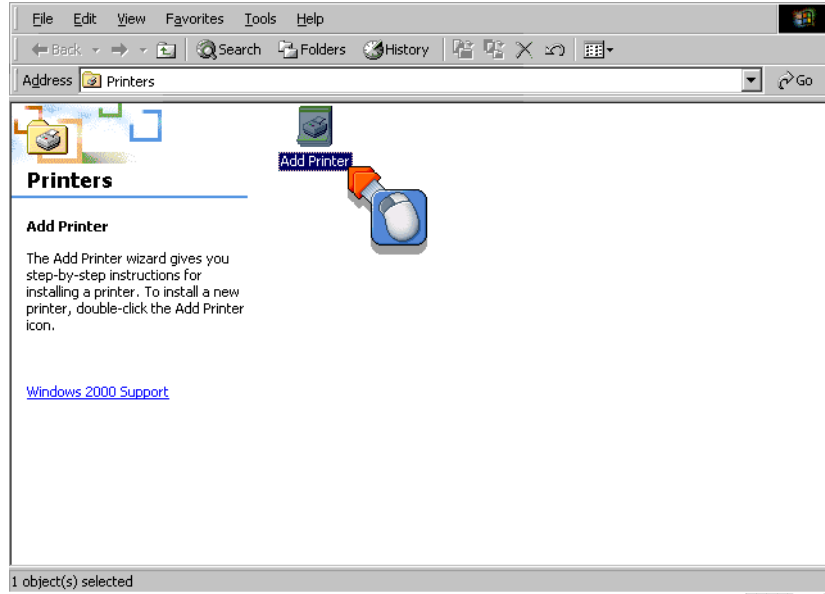 File Edit View Favorites Tools Help
Back Search Folders History
Address Printers Go
Add Printer
Printers
Add Printer
The Add Printer wizard gives you
step-by-step instructions for
installing a printer. To install a new
printer, double-click the Add Printer
icon.
Windows 2000 Support
1 object(s) selected